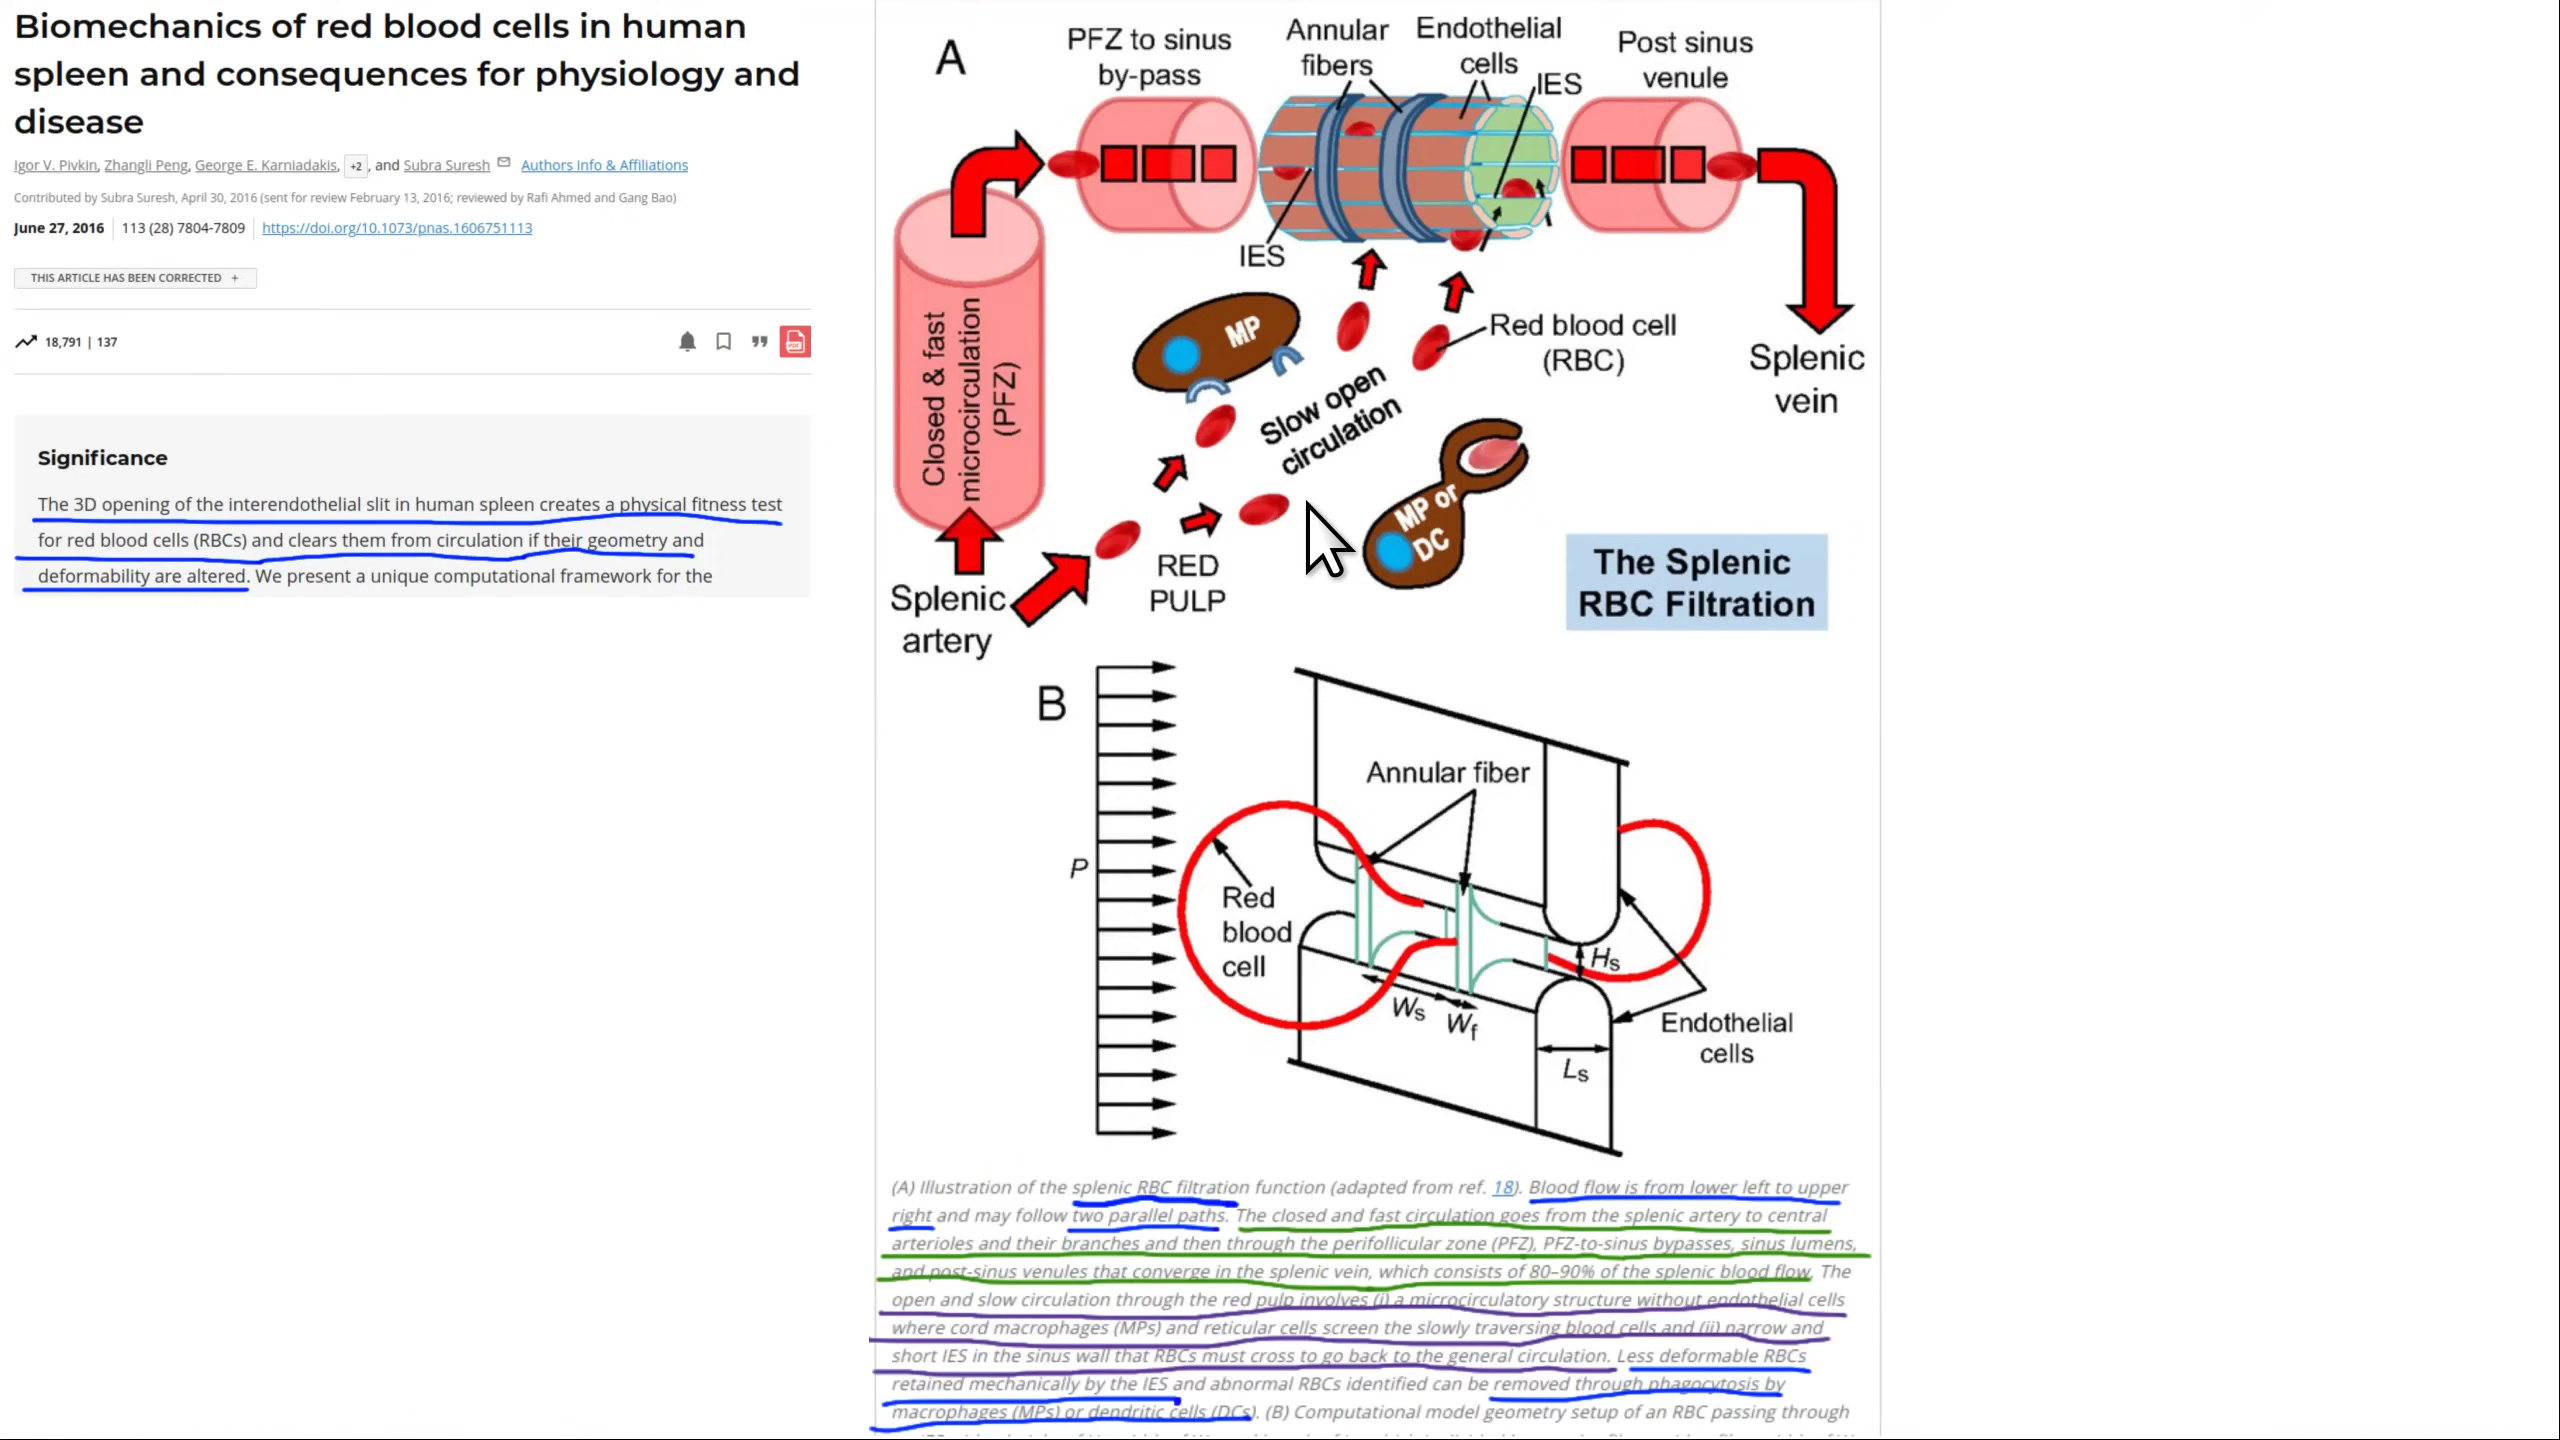 Biomechanics of red blood cells in human
spleen and consequences for physiology and
disease
Igor V. Pivkin, Zhangli Peng, George E. Karniadakis, +2 , and Subra Suresh Authors Info & Affiliations
Contributed by Subra Suresh, April 30, 2016 (sent for review February 13, 2016; reviewed by Rafi Ahmed and Gang Bao)
June 27, 2016 113 (28) 7804-7809 https://doi.org/10.1073/pnas.1606751113
THIS ARTICLE HAS BEEN CORRECTED +
18,791 | 137
PDF
Significance
The 3D opening of the interendothelial slit in human spleen creates a physical fitness test
for red blood cells (RBCs) and clears them from circulation if their geometry and
deformability are altered. We present a unique computational framework for the
A
PFZ to sinus
by-pass
Annular
fibers
Endothelial
cells
IES
Post sinus
venule
IES
Closed & fast
microcirculation
(PFZ)
MP
Slow open
circulation
Red blood cell
(RBC)
Splenic
vein
MP or
DC
RED
PULP
Splenic
artery
The Splenic
RBC Filtration
B
P
Annular fiber
Red
blood
cell
Hs
Ws
Wf
Ls
Endothelial
cells
(A) Illustration of the splenic RBC filtration function (adapted from ref. 18). Blood flow is from lower left to upper
right and may follow two parallel paths. The closed and fast circulation goes from the splenic artery to central
arterioles and their branches and then through the perifollicular zone (PFZ), PFZ-to-sinus bypasses, sinus lumens,
and post-sinus venules that converge in the splenic vein, which consists of 80–90% of the splenic blood flow. The
open and slow circulation through the red pulp involves (i) a microcirculatory structure without endothelial cells
where cord macrophages (MPs) and reticular cells screen the slowly traversing blood cells and (ii) narrow and
short IES in the sinus wall that RBCs must cross to go back to the general circulation. Less deformable RBCs
retained mechanically by the IES and abnormal RBCs identified can be removed through phagocytosis by
macrophages (MPs) or dendritic cells (DCs). (B) Computational model geometry setup of an RBC passing through